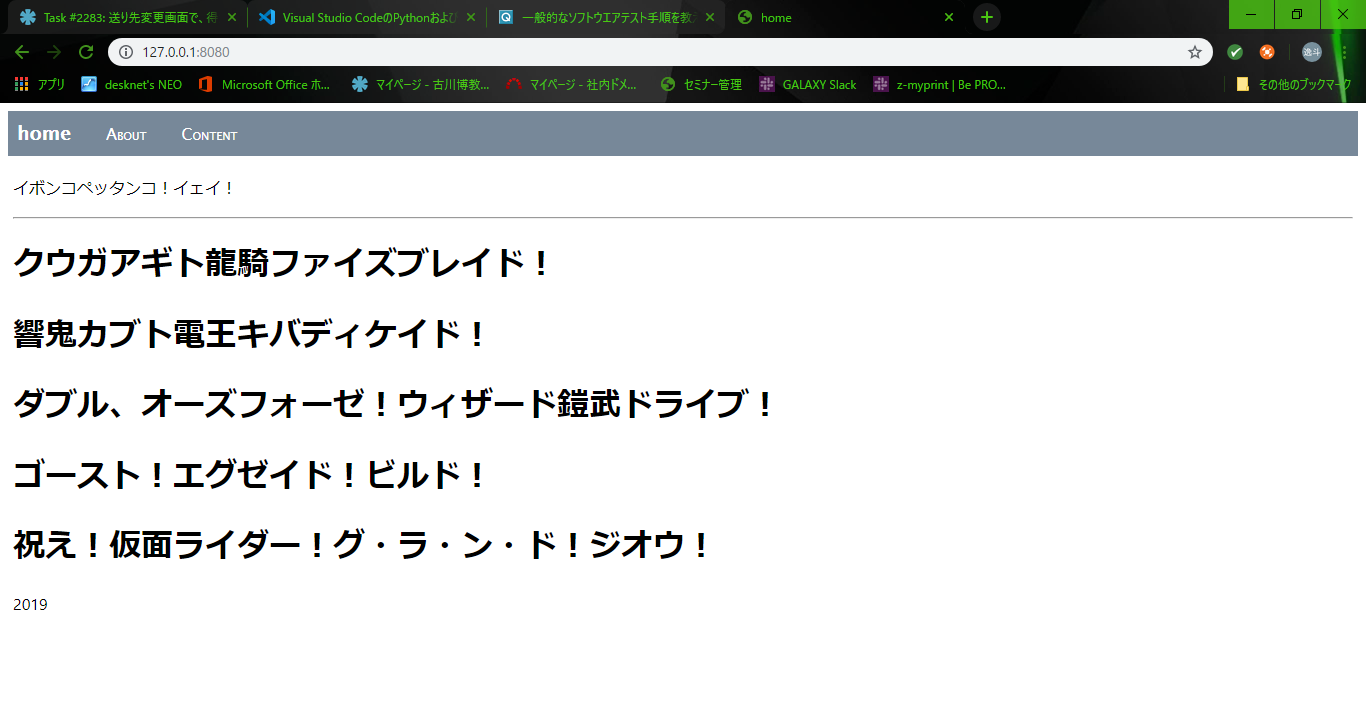 Task #2283: 送り先変更画面で、得
Visual Studio CodeのPythonおよび
一般的なソフトウエアテスト手順を教
home
127.0.0.1:8080
逸斗
アプリ
desknet's NEO
Microsoft Office ホ...
マイページ - 古川博教...
マイページ - 社内ドメ...
セミナー管理
GALAXY Slack
z-myprint | Be PRO...
その他のブックマーク
home About Content
イボンコペッタンコ！イェイ！
クウガアギト龍騎ファイズブレイド！
響鬼カブト電王キバディケイド！
ダブル、オーズフォーゼ！ウィザード鎧武ドライブ！
ゴースト！エグゼイド！ビルド！
祝え！仮面ライダー！グ・ラ・ン・ド！ジオウ！
2019